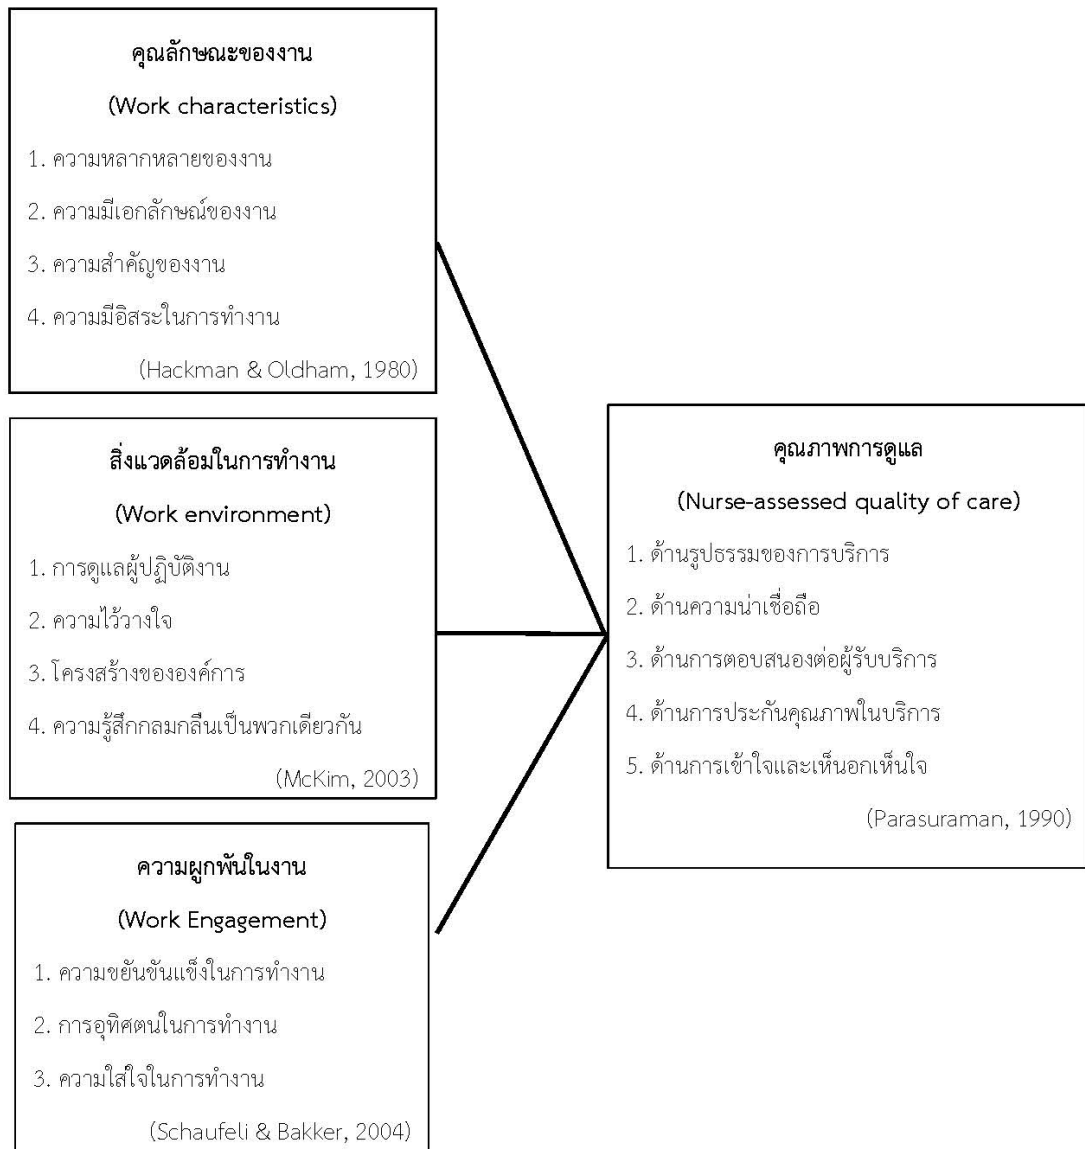 คุณลักษณะของงาน
(Work characteristics)
1. ความหลากหลายของงาน
2. ความมีเอกลักษณ์ของงาน
3. ความสำคัญของงาน
4. ความมีอิสระในการทำงาน
(Hackman & Oldham, 1980)
สิ่งแวดล้อมในการทำงาน
(Work environment)
1. การดูแลผู้ปฏิบัติงาน
2. ความไว้วางใจ
3. โครงสร้างขององค์การ
4. ความรู้สึกกลมกลืนเป็นพวกเดียวกัน
(McKim, 2003)
ความผูกพันในงาน
(Work Engagement)
1. ความขยันขันแข็งในการทำงาน
2. การอุทิศตนในการทำงาน
3. ความใส่ใจในการทำงาน
(Schaufeli & Bakker, 2004)
คุณภาพการดูแล
(Nurse-assessed quality of care)
1. ด้านรูปธรรมของการบริการ
2. ด้านความน่าเชื่อถือ
3. ด้านการตอบสนองต่อผู้รับบริการ
4. ด้านการประกันคุณภาพในบริการ
5. ด้านการเข้าใจและเห็นอกเห็นใจ
(Parasuraman, 1990)